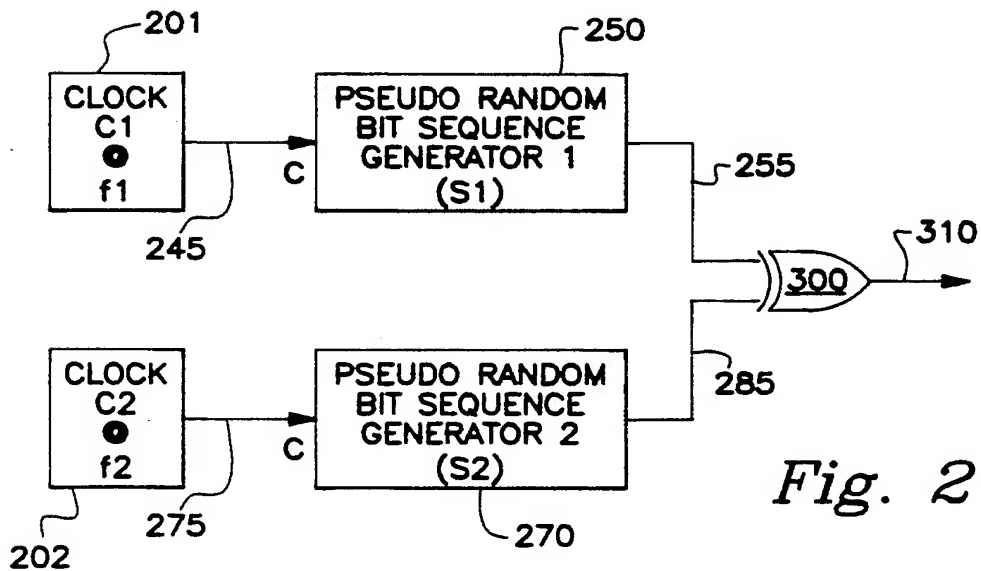 201
CLOCK
C1
f1
245
C
250
PSEUDO RANDOM
BIT SEQUENCE
GENERATOR 1
(S1)
255
300
310
CLOCK
C2
f2
202
275
C
PSEUDO RANDOM
BIT SEQUENCE
GENERATOR 2
(S2)
270
285
Fig. 2